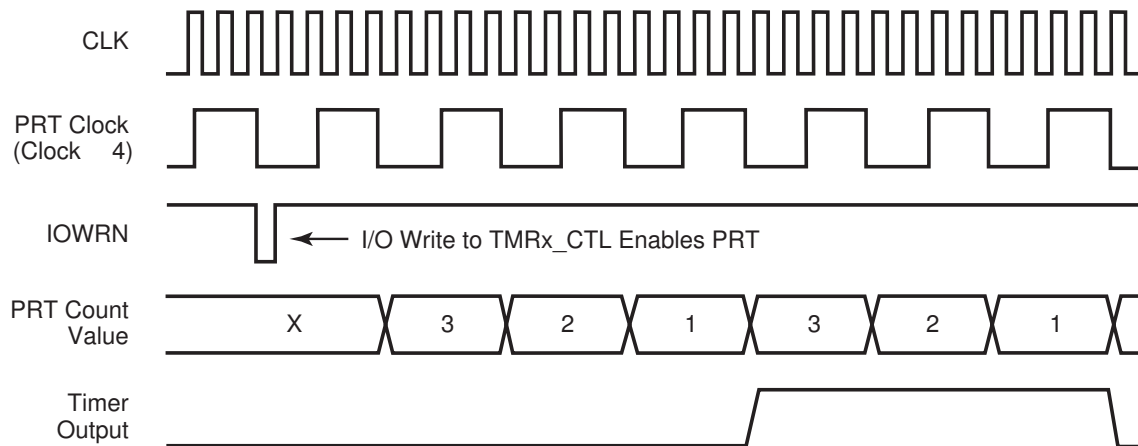 CLK
PRT Clock
(Clock 4)
IOWRN
I/O Write to TMRx_CTL Enables PRT
PRT Count
Value
X 3 2 1 3 2 1
Timer
Output